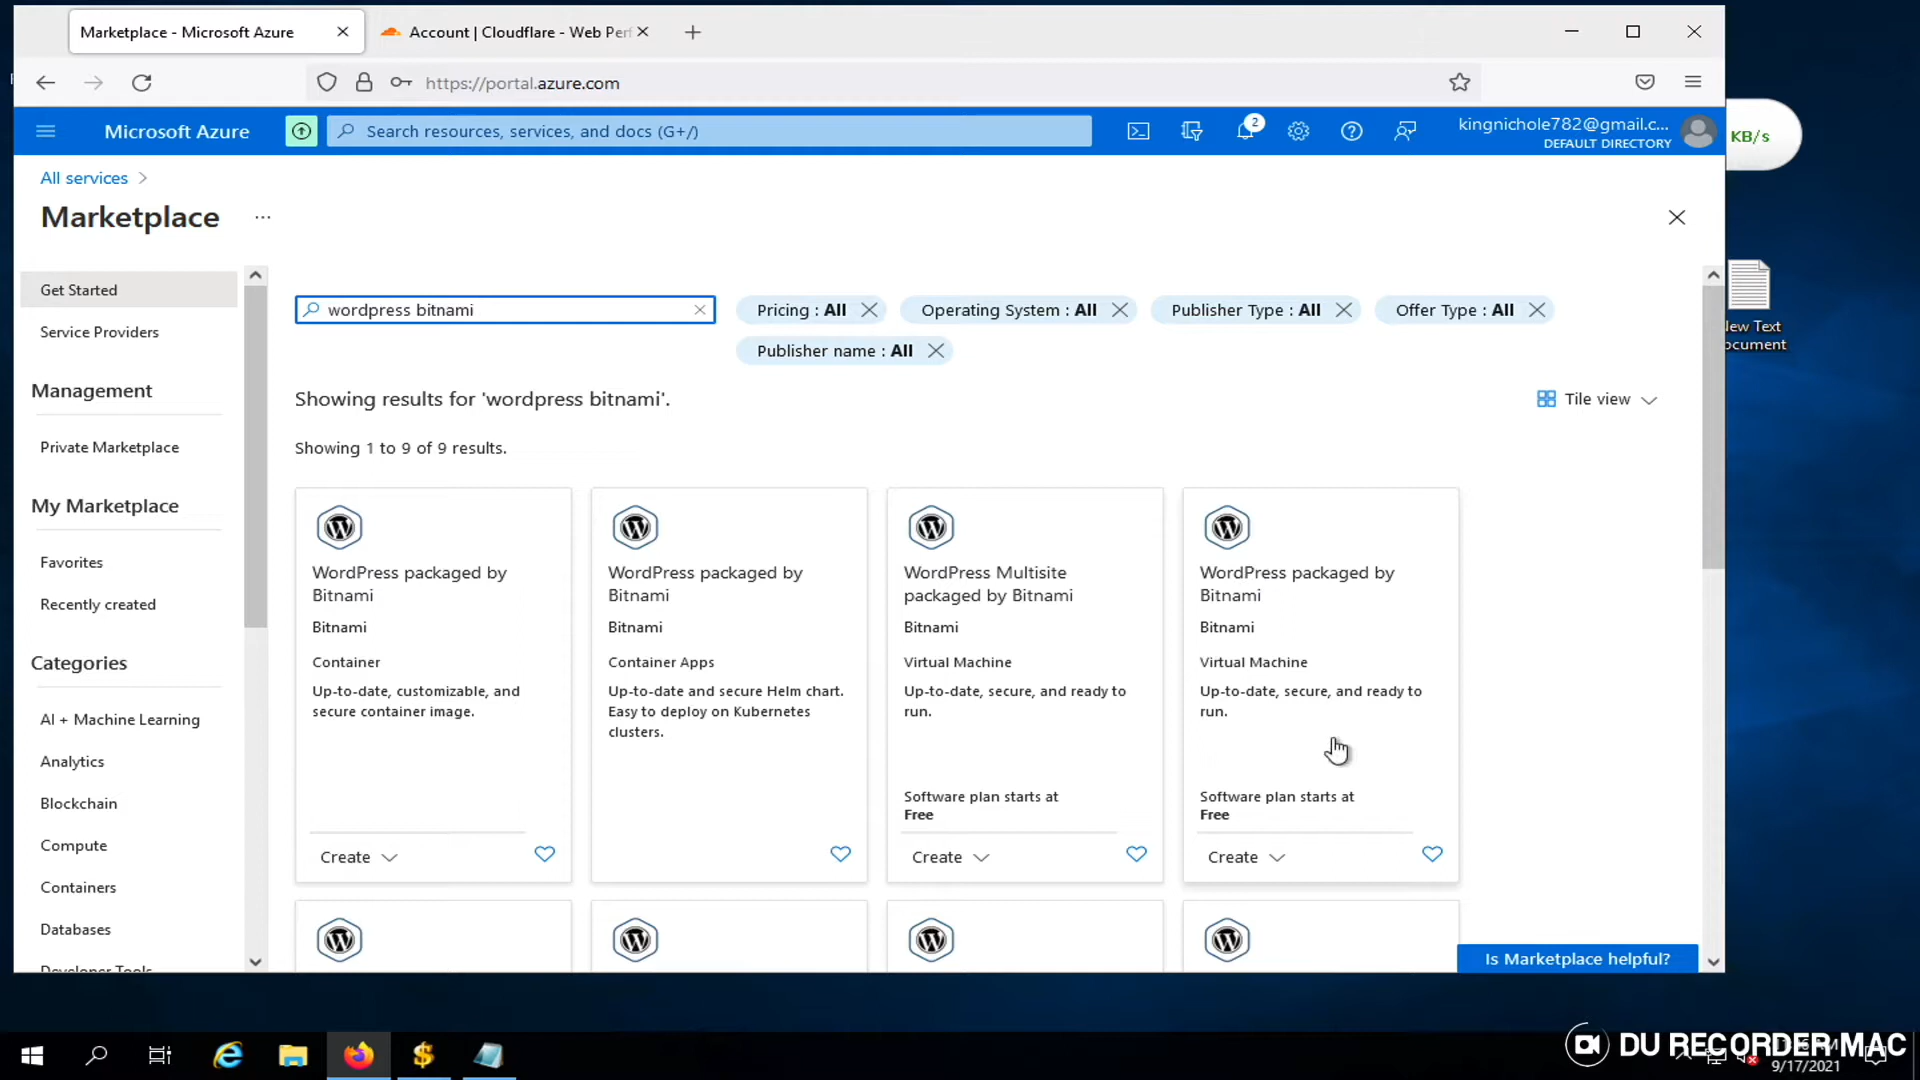 Marketplace - Microsoft Azure
Account | Cloudflare - Web Perf
https://portal.azure.com
Microsoft Azure
Search resources, services, and docs (G+/)
2
kingnichole782@gmail.c...
DEFAULT DIRECTORY
KB/s
All services
Marketplace
...
Get Started
Service Providers
Management
Private Marketplace
My Marketplace
Favorites
Recently created
Categories
AI + Machine Learning
Analytics
Blockchain
Compute
Containers
Databases
Developer Tools
wordpress bitnami
Pricing : All
Operating System : All
Publisher Type : All
Offer Type : All
Publisher name : All
Showing results for 'wordpress bitnami'.
Tile view
Showing 1 to 9 of 9 results.
WordPress packaged by
Bitnami
Bitnami
Container
Up-to-date, customizable, and
secure container image.
Create
WordPress packaged by
Bitnami
Bitnami
Container Apps
Up-to-date and secure Helm chart.
Easy to deploy on Kubernetes
clusters.
WordPress Multisite
packaged by Bitnami
Bitnami
Virtual Machine
Up-to-date, secure, and ready to
run.
Software plan starts at
Free
Create
WordPress packaged by
Bitnami
Bitnami
Virtual Machine
Up-to-date, secure, and ready to
run.
Software plan starts at
Free
Create
Is Marketplace helpful?
New Text
Document
DU RECORDER MAC
9/17/2021